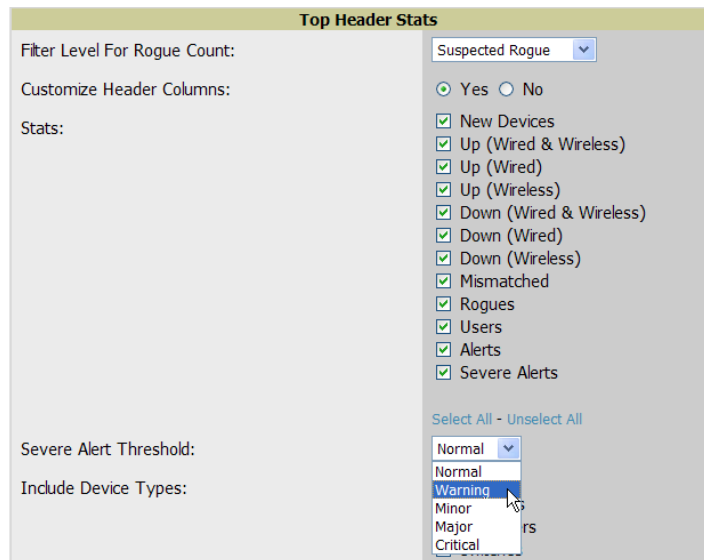 Top Header Stats
Filter Level For Rogue Count:
Suspected Rogue
Customize Header Columns:
Yes No
Stats:
New Devices
Up (Wired & Wireless)
Up (Wired)
Up (Wireless)
Down (Wired & Wireless)
Down (Wired)
Down (Wireless)
Mismatched
Rogues
Users
Alerts
Severe Alerts
Select All - Unselect All
Severe Alert Threshold:
Normal
Normal
Warning
Minor
Major
Critical
Include Device Types: